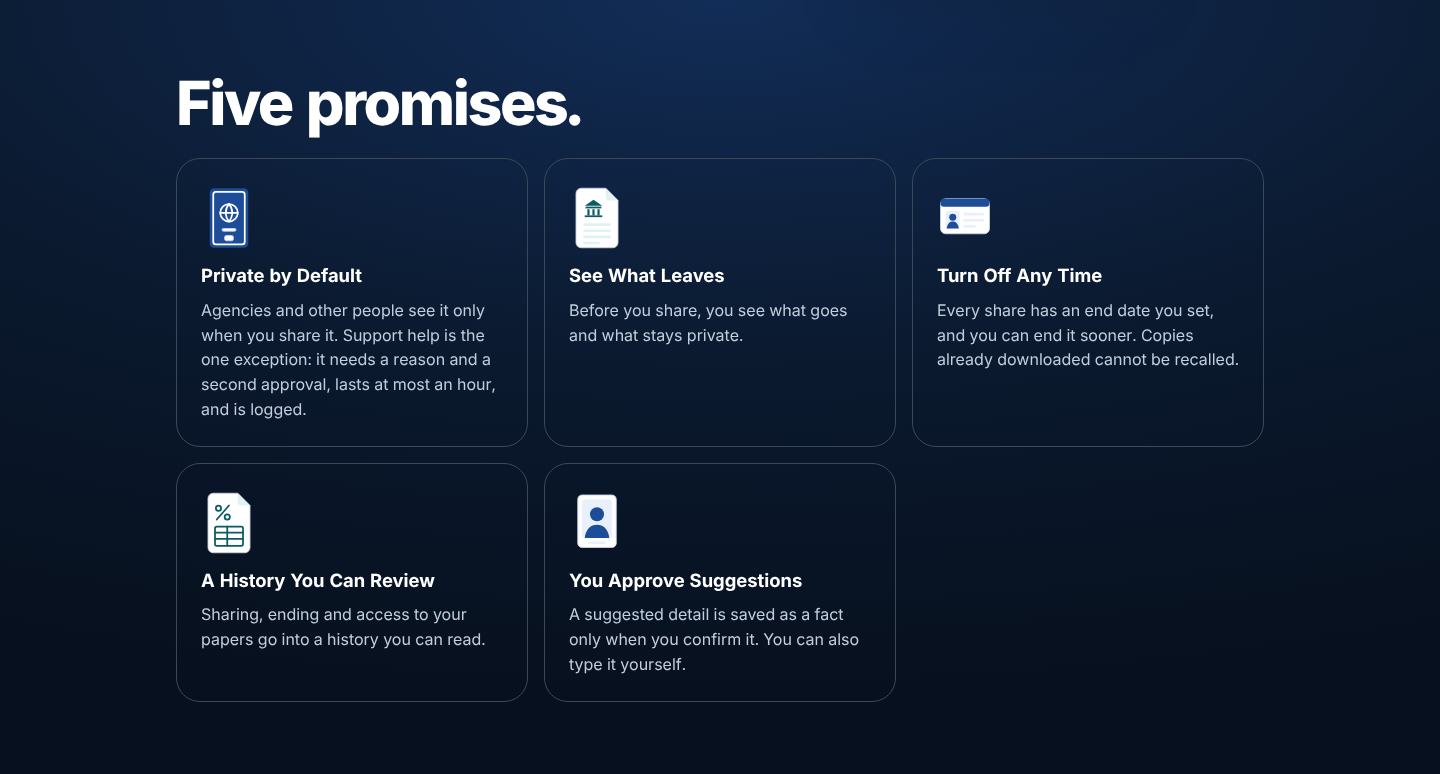 Five promises.
Private by Default
Agencies and other people see it only
when you share it. Support help is the
one exception: it needs a reason and a
second approval, lasts at most an hour,
and is logged.
See What Leaves
Before you share, you see what goes
and what stays private.
Turn Off Any Time
Every share has an end date you set,
and you can end it sooner. Copies
already downloaded cannot be recalled.
A History You Can Review
Sharing, ending and access to your
papers go into a history you can read.
You Approve Suggestions
A suggested detail is saved as a fact
only when you confirm it. You can also
type it yourself.